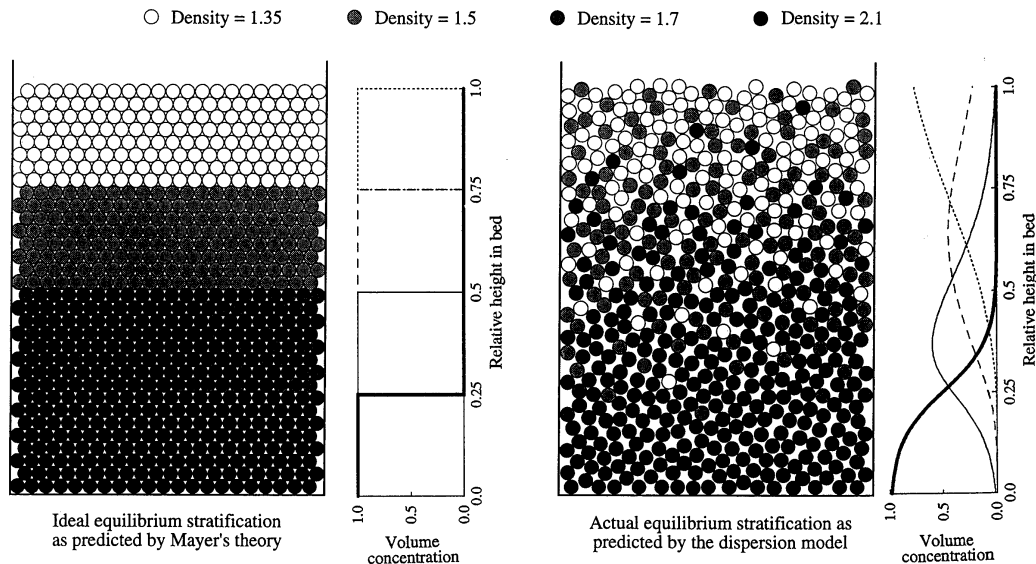 Density = 1.35
Density = 1.5
Density = 1.7
Density = 2.1
1.0
0.75
0.5
0.25
0.0
Relative height in bed
1.0
0.5
0.0
Volume
concentration
Ideal equilibrium stratification
as predicted by Mayer's theory
1.0
0.75
0.5
0.25
0.0
Relative height in bed
1.0
0.5
0.0
Volume
concentration
Actual equilibrium stratification as
predicted by the dispersion model